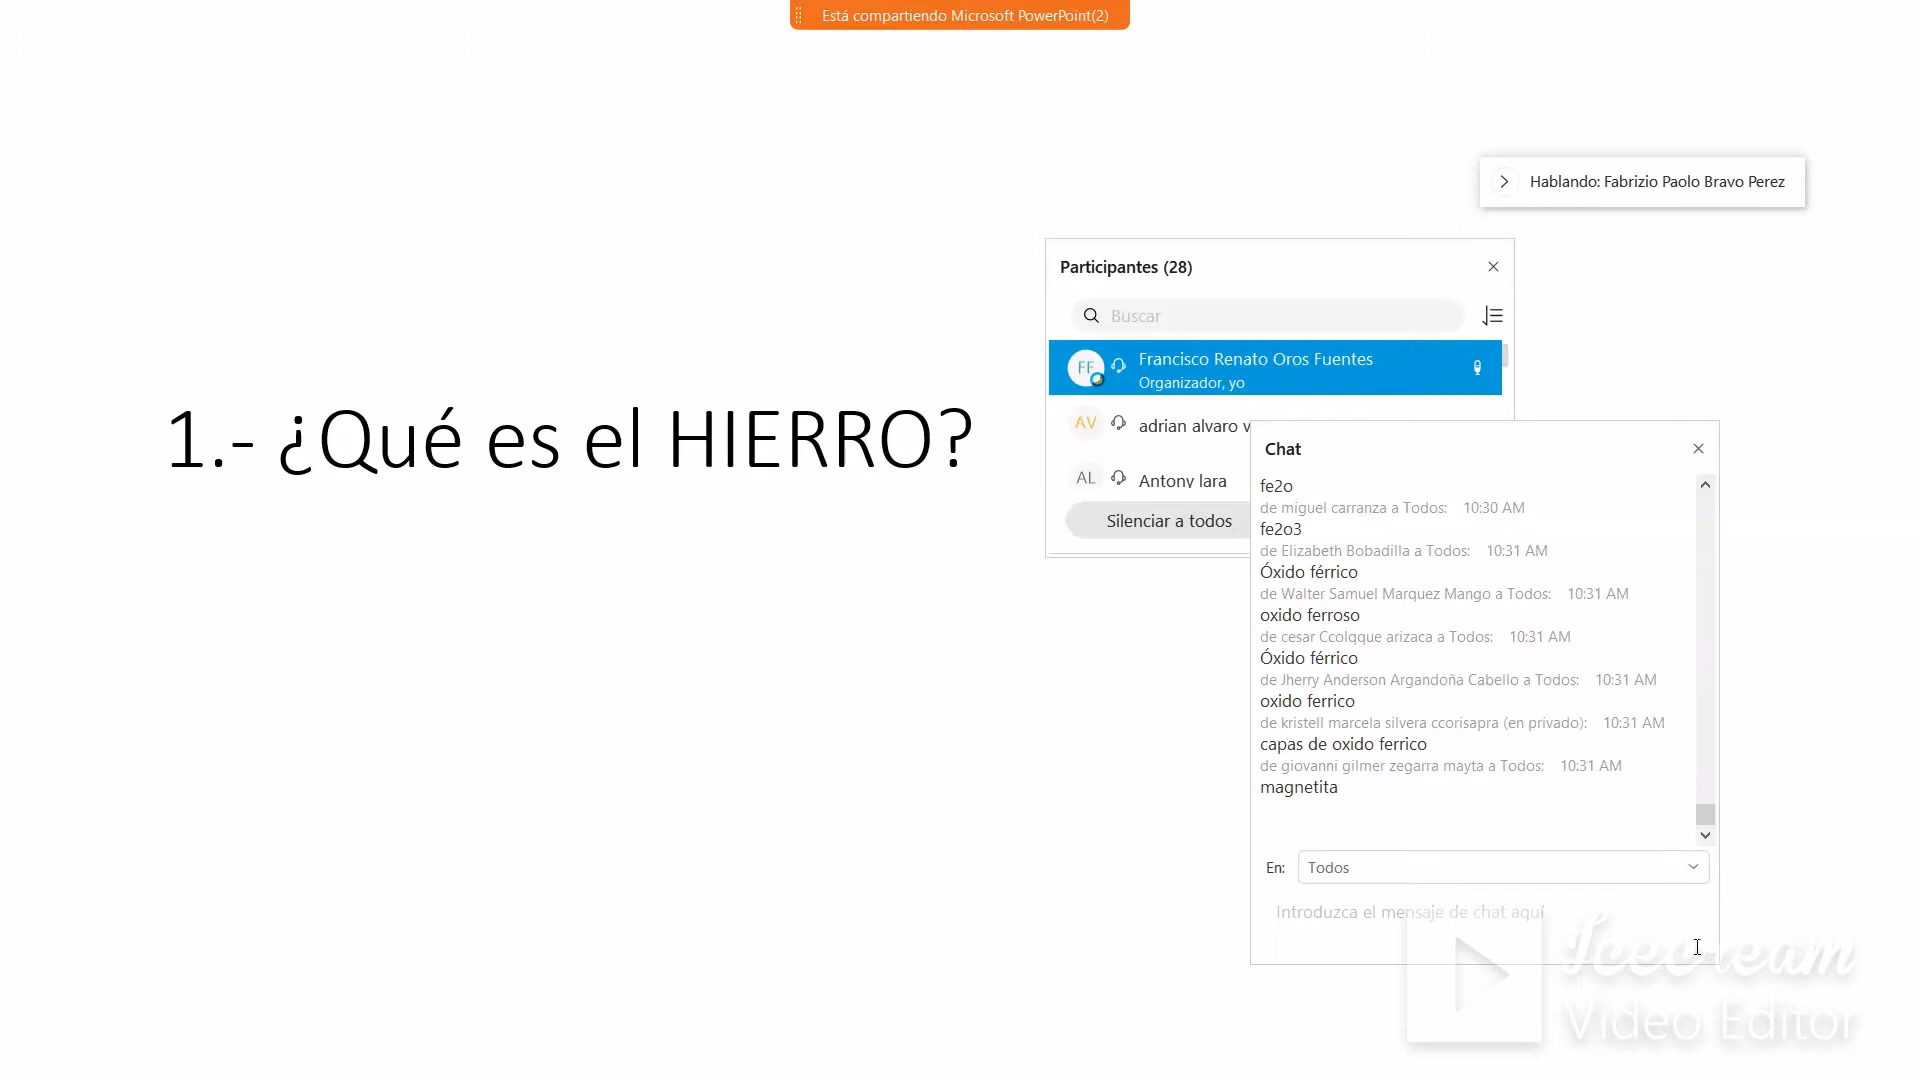 Está compartiendo Microsoft PowerPoint(2)
Hablando: Fabrizio Paolo Bravo Perez
1.- ¿Qué es el HIERRO?
Participantes (28)
Buscar
FF
Francisco Renato Oros Fuentes
Organizador, yo
AV
adrian alvaro v
AL
Antony lara
Silenciar a todos
Chat
fe2o
de miguel carranza a Todos: 10:30 AM
fe2o3
de Elizabeth Bobadilla a Todos: 10:31 AM
Óxido férrico
de Walter Samuel Marquez Mango a Todos: 10:31 AM
oxido ferroso
de cesar Ccolqque arizaca a Todos: 10:31 AM
Óxido férrico
de Jherry Anderson Argandoña Cabello a Todos: 10:31 AM
oxido ferrico
de kristell marcela silvera ccorisapra (en privado): 10:31 AM
capas de oxido ferrico
de giovanni gilmer zegarra mayta a Todos: 10:31 AM
magnetita
En: Todos
Introduzca el mensaje de chat aquí
Icecream
Video Editor